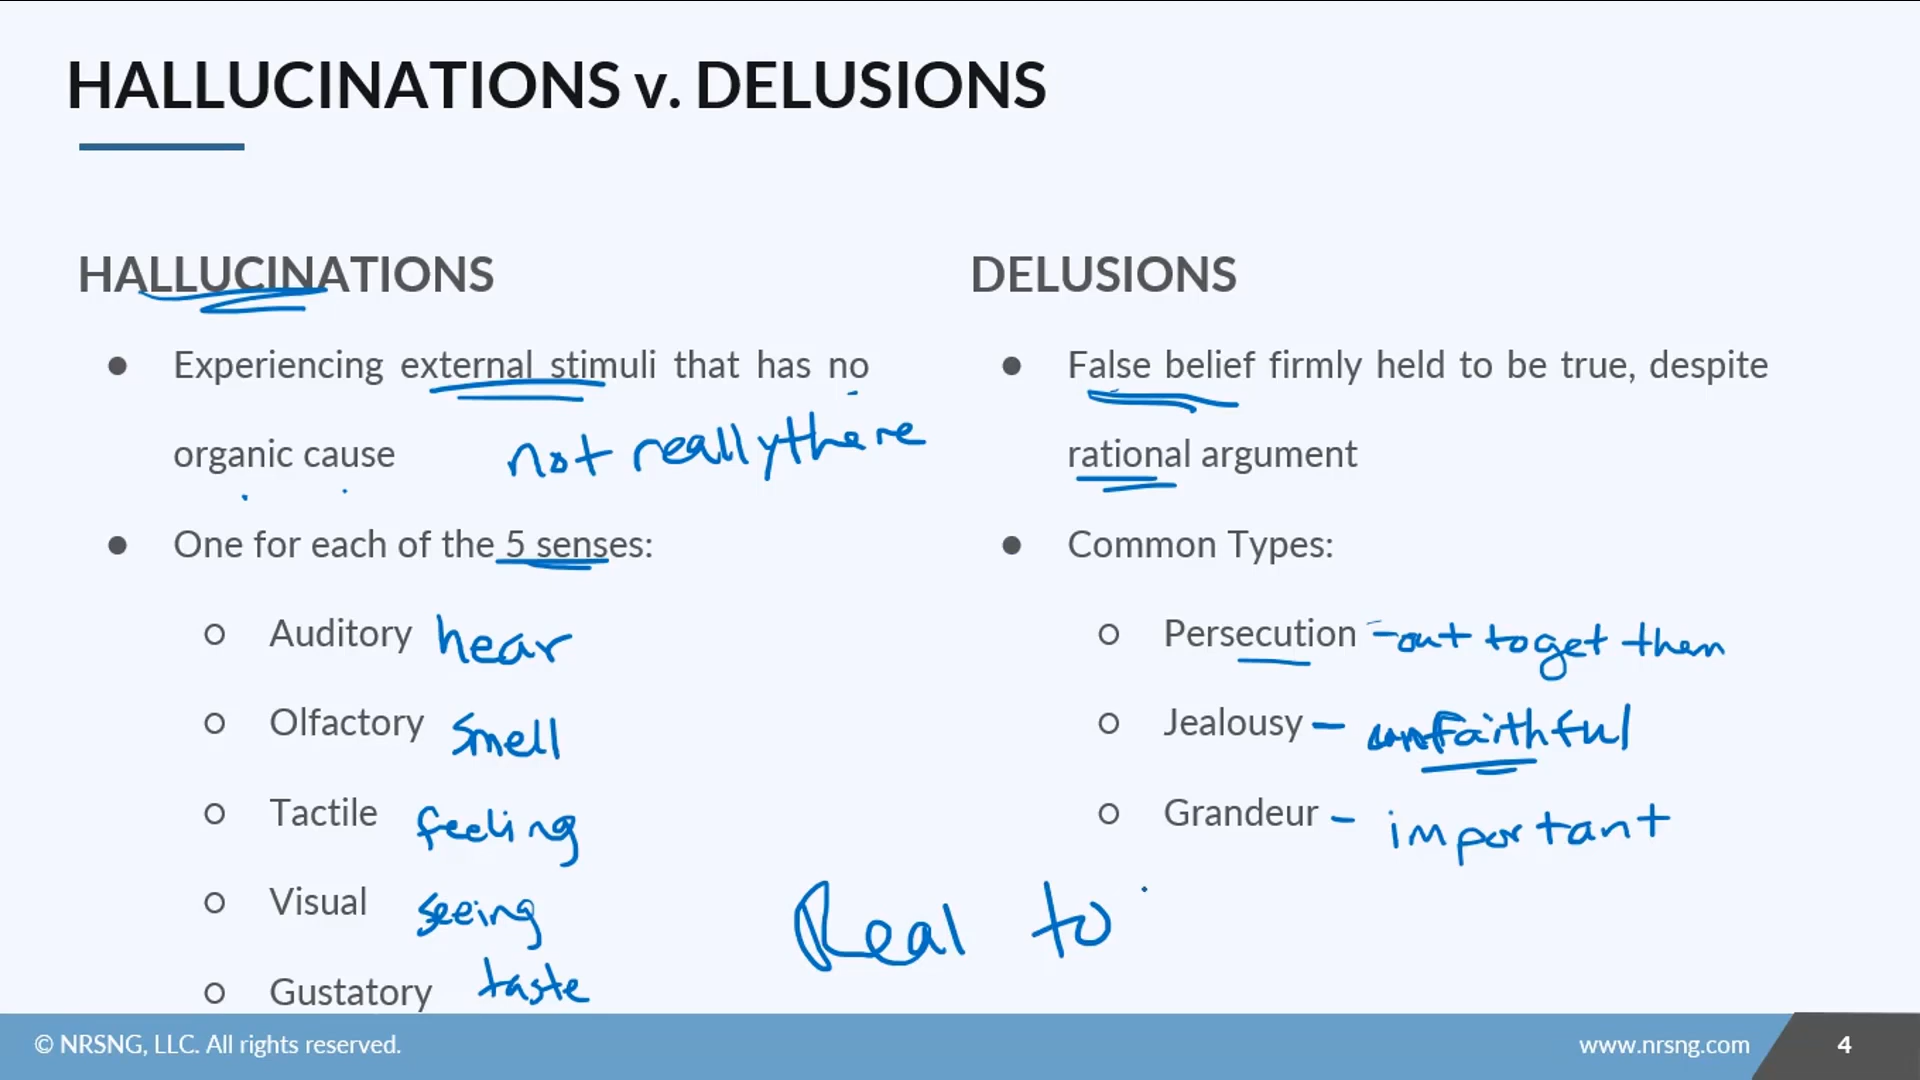 HALLUCINATIONS v. DELUSIONS
HALLUCINATIONS
● Experiencing external stimuli that has no
organic cause not really there
● One for each of the 5 senses:
○ Auditory hear
○ Olfactory smell
○ Tactile feeling
○ Visual seeing
○ Gustatory taste
DELUSIONS
● False belief firmly held to be true, despite
rational argument
● Common Types:
○ Persecution - out to get them
○ Jealousy - unfaithful
○ Grandeur - important
Real to
© NRSNG, LLC. All rights reserved.
www.nrsng.com
4